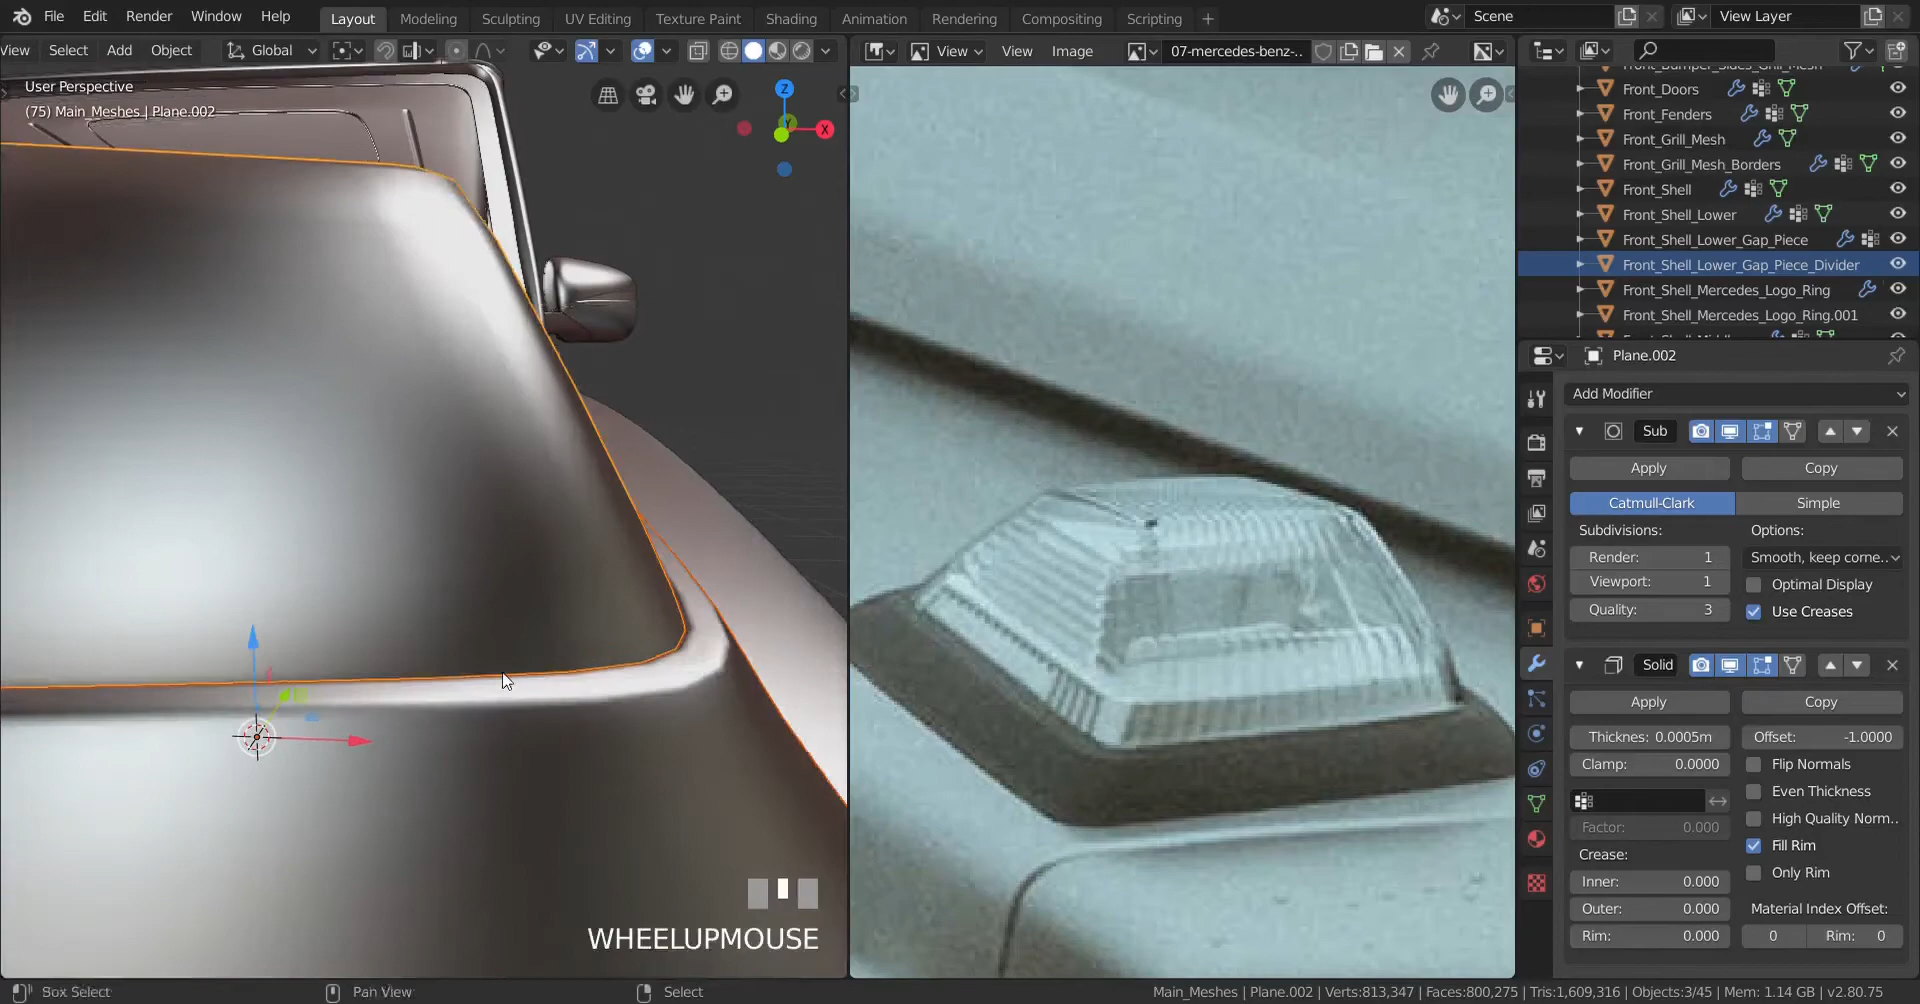 File Edit Render Window Help
Layout Modeling Sculpting UV Editing Texture Paint Shading Animation Rendering Compositing Scripting +
Scene
View Layer
View Select Add Object
Global
View
View Image
07-mercedes-benz-..
User Perspective
(75) Main_Meshes | Plane.002
Z
Y
X
Front_Bumper_Sides_Grill_Mesh
Front_Doors
Front_Fenders
Front_Grill_Mesh
Front_Grill_Mesh_Borders
Front_Shell
Front_Shell_Lower
Front_Shell_Lower_Gap_Piece
Front_Shell_Lower_Gap_Piece_Divider
Front_Shell_Mercedes_Logo_Ring
Front_Shell_Mercedes_Logo_Ring.001
Plane.002
Add Modifier
Sub
Apply Copy
Catmull-Clark Simple
Subdivisions: Options:
Render: 1 Smooth, keep corne..
Viewport: 1 Optimal Display
Quality: 3 Use Creases
Solid
Apply Copy
Thicknes: 0.0005m Offset: -1.0000
Clamp: 0.0000 Flip Normals
Even Thickness
Factor: 0.000 High Quality Norm..
Crease: Fill Rim
Inner: 0.000 Only Rim
Outer: 0.000 Material Index Offset:
Rim: 0.000 0 Rim: 0
WHEELUPMOUSE
Box Select Pan View Select
Main_Meshes | Plane.002 | Verts:813,347 | Faces:800,275 | Tris:1,609,316 | Objects:3/45 | Mem: 1.14 GB | v2.80.75